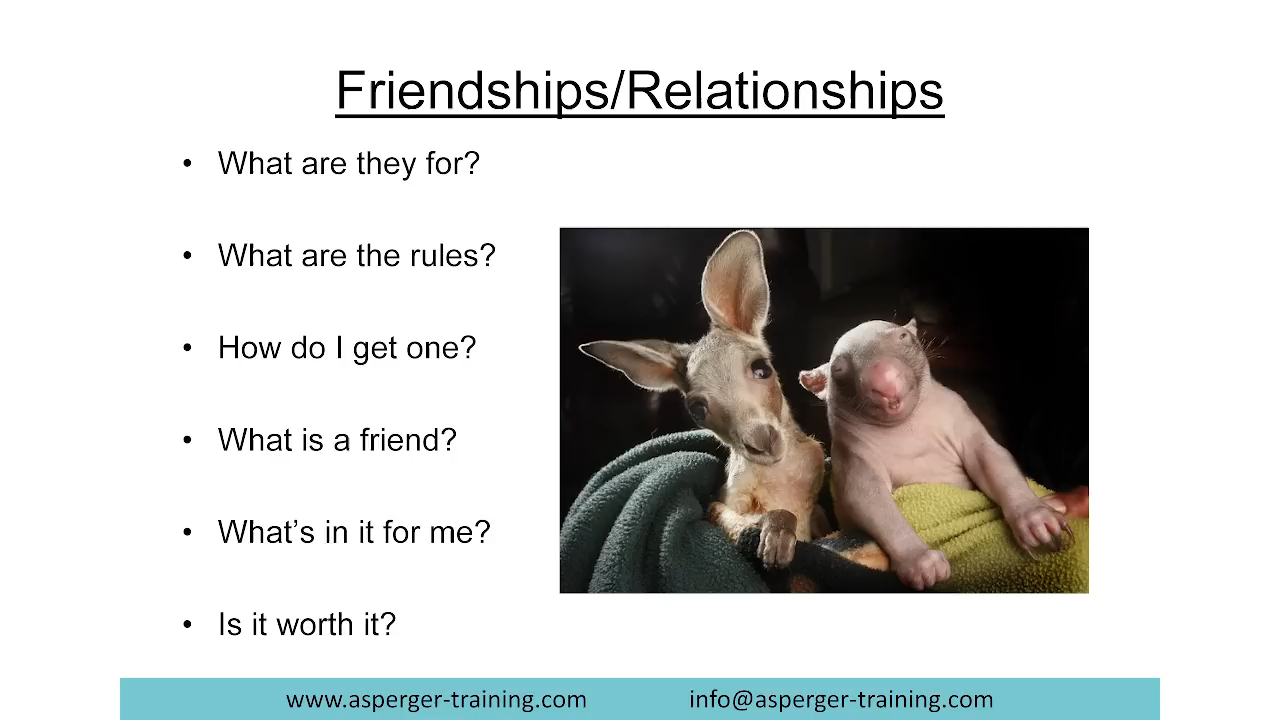 Friendships/Relationships
• What are they for?
• What are the rules?
• How do I get one?
• What is a friend?
• What’s in it for me?
• Is it worth it?
www.asperger-training.com info@asperger-training.com